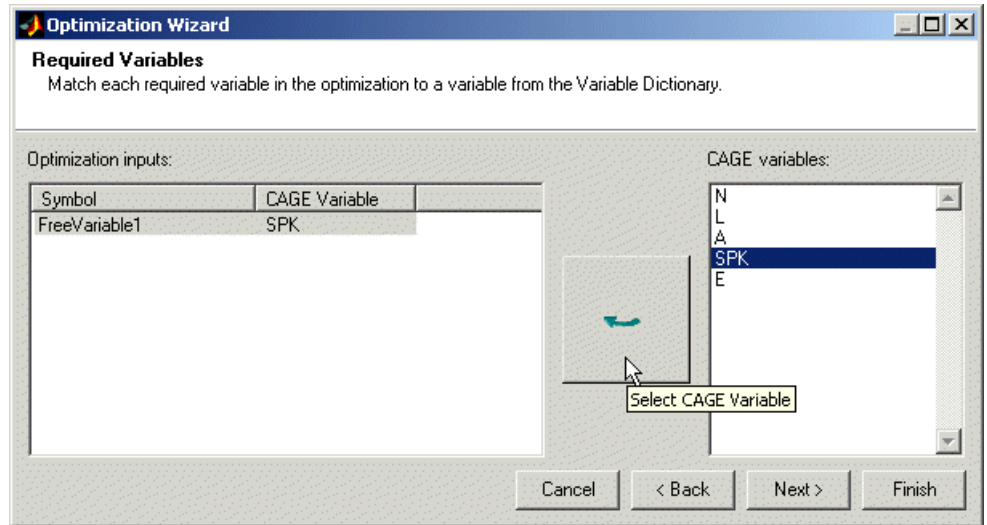 Optimization Wizard
Required Variables
Match each required variable in the optimization to a variable from the Variable Dictionary.
Optimization inputs:
CAGE variables:
Symbol CAGE Variable
FreeVariable1 SPK
N
L
A
SPK
E
Select CAGE Variable
Cancel < Back Next > Finish